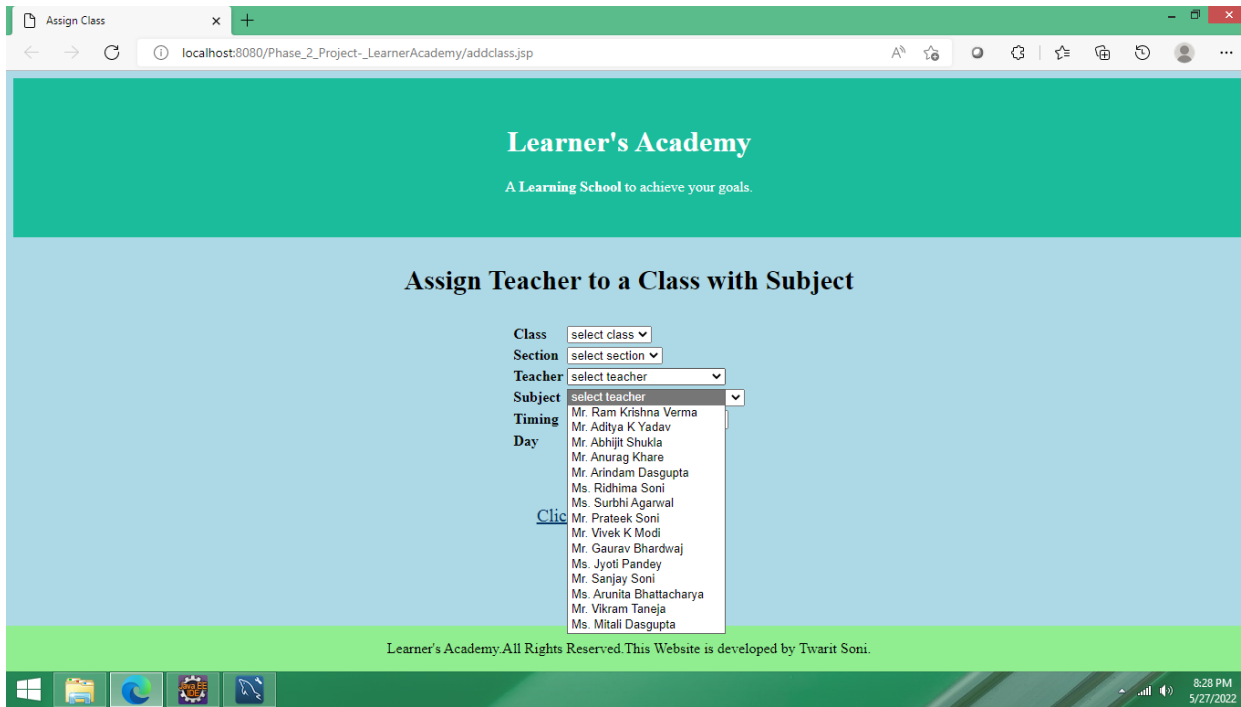 Assign Class
localhost:8080/Phase_2_Project-_LearnerAcademy/addclass.jsp
Learner's Academy
A Learning School to achieve your goals.
Assign Teacher to a Class with Subject
Class select class
Section select section
Teacher select teacher
Subject select teacher
Mr. Ram Krishna Verma
Timing
Mr. Aditya K Yadav
Day
Mr. Abhijit Shukla
Mr. Anurag Khare
Mr. Arindam Dasgupta
Ms. Ridhima Soni
Ms. Surbhi Agarwal
Clic
Mr. Prateek Soni
Mr. Vivek K Modi
Mr. Gaurav Bhardwaj
Ms. Jyoti Pandey
Mr. Sanjay Soni
Ms. Arunita Bhattacharya
Mr. Vikram Taneja
Ms. Mitali Dasgupta
Learner's Academy.All Rights Reserved.This Website is developed by Twarit Soni.
Java EE
IDE
8:28 PM
5/27/2022